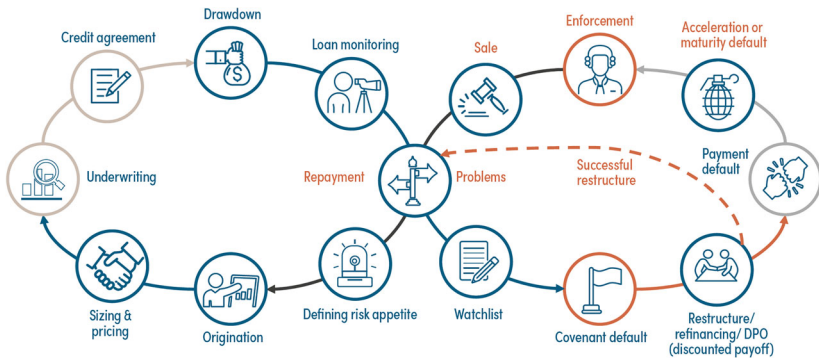 Drawdown
Enforcement
Credit agreement
Loan monitoring
Sale
Acceleration or
maturity default
$
Underwriting
Repayment
Problems
Successful
restructure
Payment
default
Sizing &
pricing
Origination
Defining risk appetite
Watchlist
Covenant default
Restructure/
refinancing/ DPO
(discounted payoff)